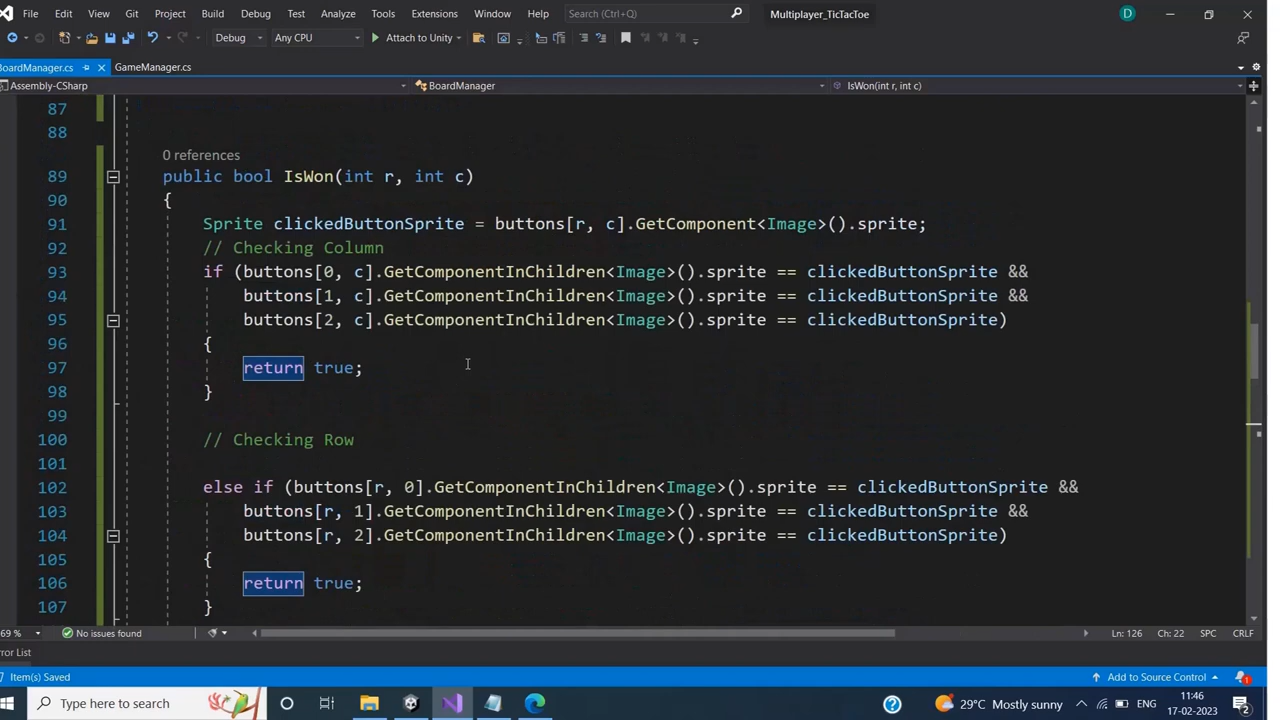 File Edit View Git Project Build Debug Test Analyze Tools Extensions Window Help Search (Ctrl+Q) Multiplayer_TicTacToe D
Debug Any CPU Attach to Unity
BoardManager.cs GameManager.cs
Assembly-CSharp BoardManager IsWon(int r, int c)
87
88
0 references
89 public bool IsWon(int r, int c)
90 {
91 Sprite clickedButtonSprite = buttons[r, c].GetComponent<Image>().sprite;
92 // Checking Column
93 if (buttons[0, c].GetComponentInChildren<Image>().sprite == clickedButtonSprite &&
94 buttons[1, c].GetComponentInChildren<Image>().sprite == clickedButtonSprite &&
95 buttons[2, c].GetComponentInChildren<Image>().sprite == clickedButtonSprite)
96 {
97 return true;
98 }
99
100 // Checking Row
101
102 else if (buttons[r, 0].GetComponentInChildren<Image>().sprite == clickedButtonSprite &&
103 buttons[r, 1].GetComponentInChildren<Image>().sprite == clickedButtonSprite &&
104 buttons[r, 2].GetComponentInChildren<Image>().sprite == clickedButtonSprite)
105 {
106 return true;
107 }
69 % No issues found Ln: 126 Ch: 22 SPC CRLF
rror List
Item(s) Saved Add to Source Control 1
Type here to search 29°C Mostly sunny ENG 11:46
17-02-2023 2